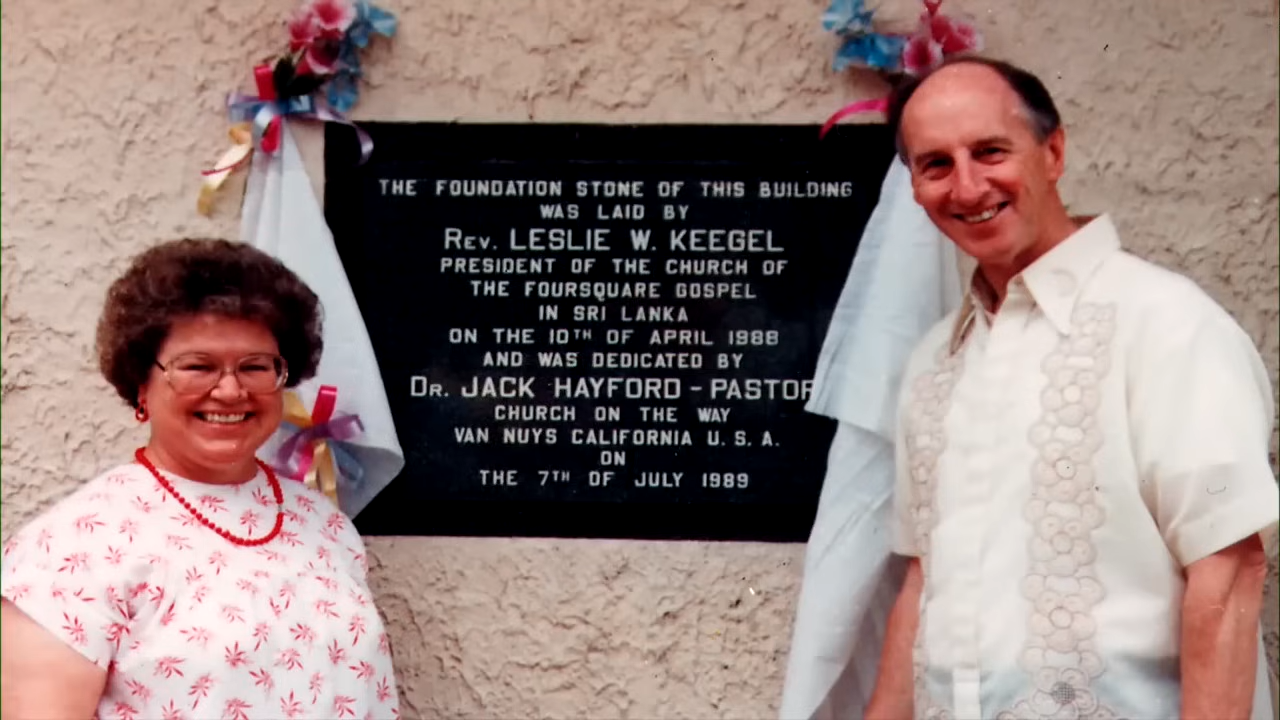 THE FOUNDATION STONE OF THIS BUILDING
WAS LAID BY
REV. LESLIE W. KEEGEL
PRESIDENT OF THE CHURCH OF
THE FOURSQUARE GOSPEL
IN SRI LANKA
ON THE 10TH OF APRIL 1988
AND WAS DEDICATED BY
DR. JACK HAYFORD - PASTOR
CHURCH ON THE WAY
VAN NUYS CALIFORNIA U. S. A.
ON
THE 7TH OF JULY 1989